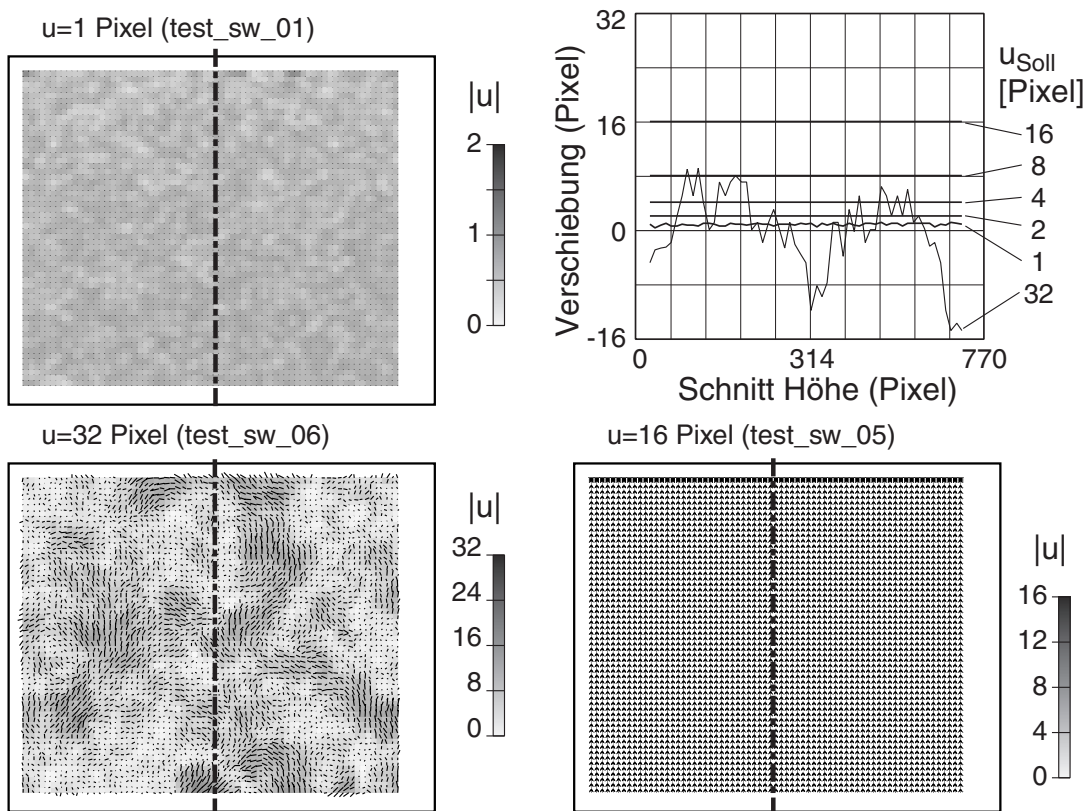 u=1 Pixel (test_sw_01)
|u|
2
1
0
32
16
0
-16
Verschiebung (Pixel)
0 314 770
Schnitt Höhe (Pixel)
uSoll
[Pixel]
16
8
4
2
1
32
u=32 Pixel (test_sw_06)
|u|
32
24
16
8
0
u=16 Pixel (test_sw_05)
|u|
16
12
8
4
0